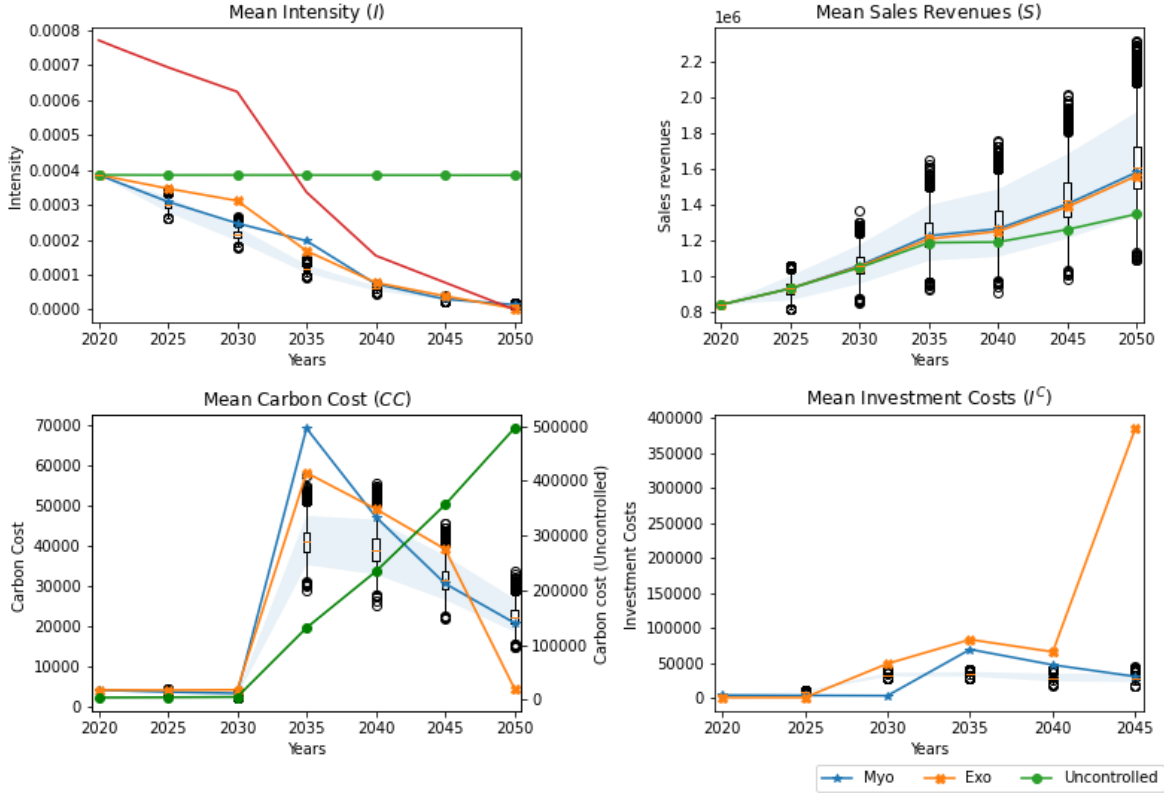 Mean Intensity (I)
0.0008
0.0007
0.0006
0.0005
0.0004
0.0003
0.0002
0.0001
0.0000
Intensity
2020 2025 2030 2035 2040 2045 2050
Years
Mean Sales Revenues (S)
1e6
2.2
2.0
1.8
1.6
1.4
1.2
1.0
0.8
Sales revenues
2020 2025 2030 2035 2040 2045 2050
Years
Mean Carbon Cost (CC)
70000
60000
50000
40000
30000
20000
10000
0
Carbon Cost
500000
400000
300000
200000
100000
0
Carbon cost (Uncontrolled)
2020 2025 2030 2035 2040 2045 2050
Years
Mean Investment Costs (I^C)
400000
350000
300000
250000
200000
150000
100000
50000
0
Investment Costs
2020 2025 2030 2035 2040 2045
Years
Myo Exo Uncontrolled